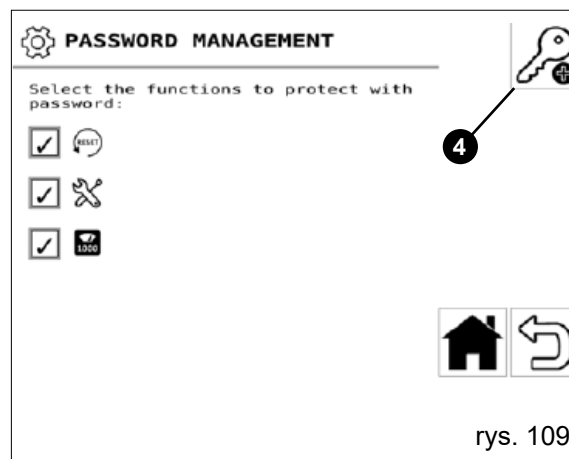 PASSWORD MANAGEMENT
Select the functions to protect with
password:
4
RESET
1000
rys. 109